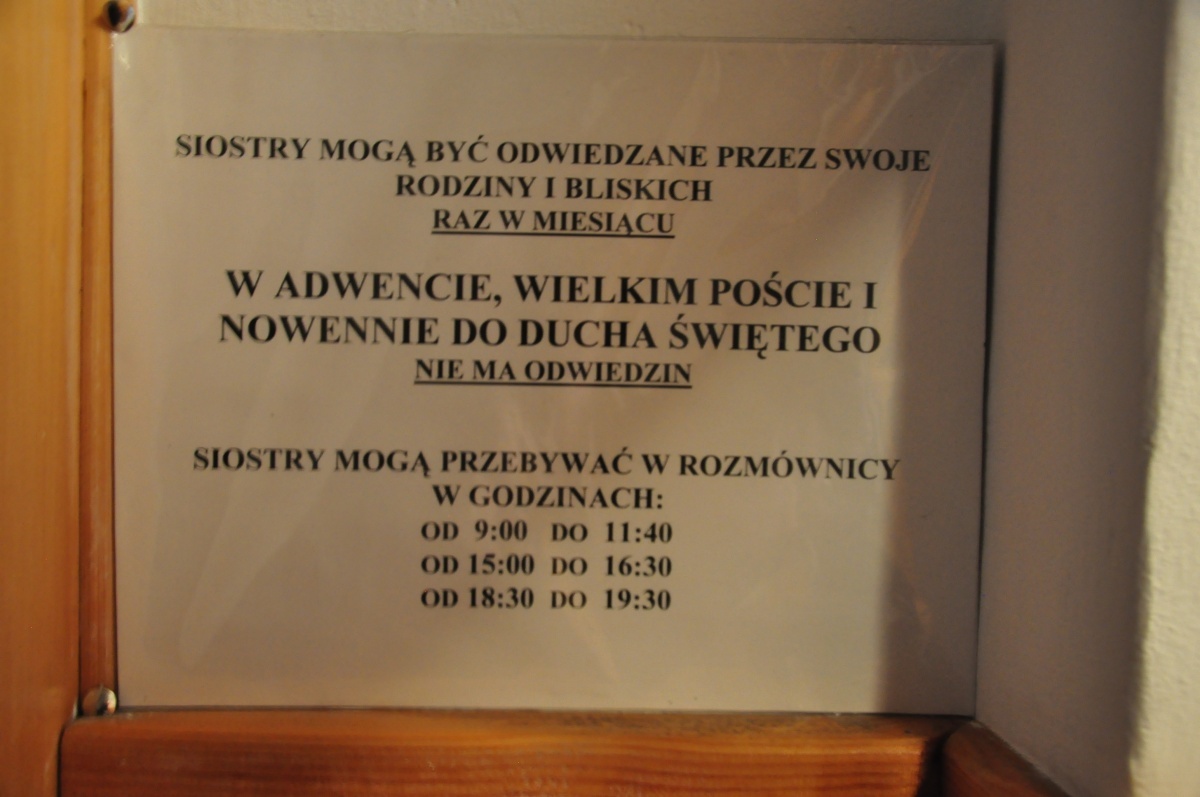 SIOSTRY MOGĄ BYĆ ODWIEDZANE PRZEZ SWOJE
RODZINY I BLISKICH
RAZ W MIESIĄCU
W ADWENCIE, WIELKIM POŚCIE I
NOWENNIE DO DUCHA ŚWIĘTEGO
NIE MA ODWIEDZIN
SIOSTRY MOGĄ PRZEBYWAĆ W ROZMÓWNICY
W GODZINACH:
OD 9:00 DO 11:40
OD 15:00 DO 16:30
OD 18:30 DO 19:30